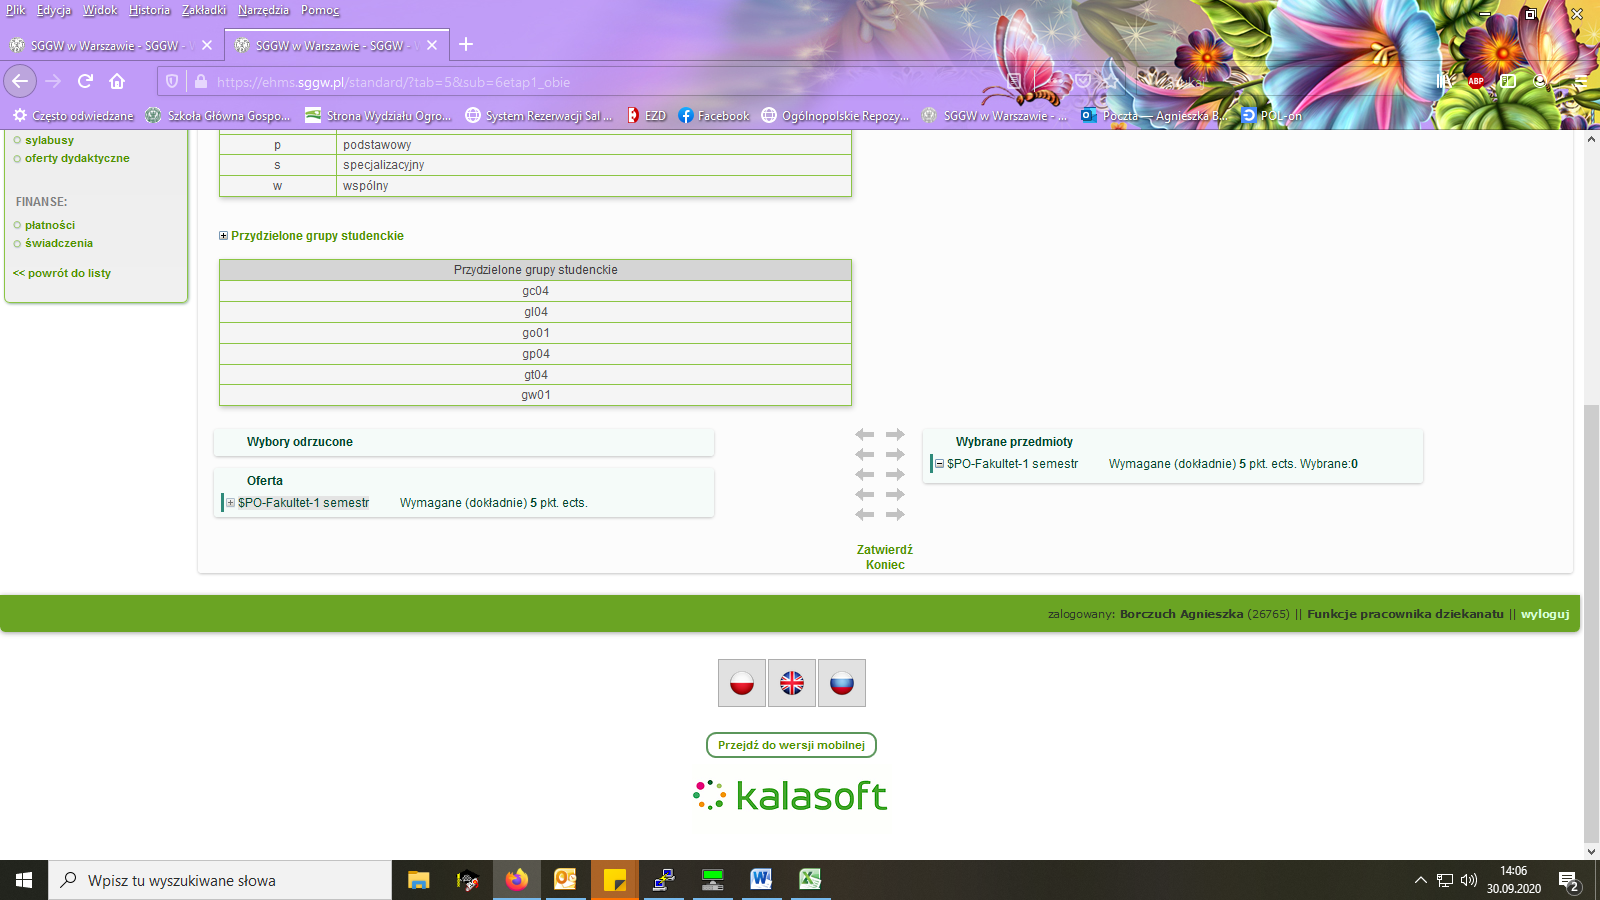 Plik Edycja Widok Historia Zakładki Narzędzia Pomoc
SGGW w Warszawie - SGGW - SGGW w Warszawie - SGGW -
https://ehms.sggw.pl/standard/?tab=5&sub=6etap1_obie
Szukaj
ABP
Często odwiedzane Szkoła Główna Gospo... Strona Wydziału Ogro... System Rezerwacji Sal ... EZD Facebook Ogólnopolskie Repozy... SGGW w Warszawie - ... Poczta — Agnieszka B... POL-on
sylabusy
oferty dydaktyczne
FINANSE:
płatności
świadczenia
<< powrót do listy
p podstawowy
s specjalizacyjny
w wspólny
Przydzielone grupy studenckie
Przydzielone grupy studenckie
gc04
gl04
go01
gp04
gt04
gw01
Wybory odrzucone
Oferta
$PO-Fakultet-1 semestr Wymagane (dokładnie) 5 pkt. ects.
Wybrane przedmioty
$PO-Fakultet-1 semestr Wymagane (dokładnie) 5 pkt. ects. Wybrane:0
Zatwierdź
Koniec
zalogowany: Borczuch Agnieszka (26765) || Funkcje pracownika dziekanatu || wyloguj
Przejdź do wersji mobilnej
kalasoft
Wpisz tu wyszukiwane słowa
14:06
30.09.2020
2